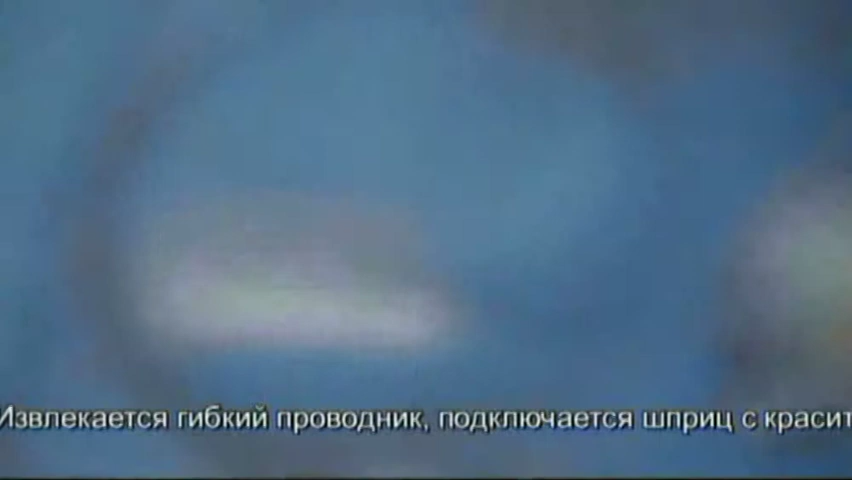 Извлекается гибкий проводник, подключается шприц с красит